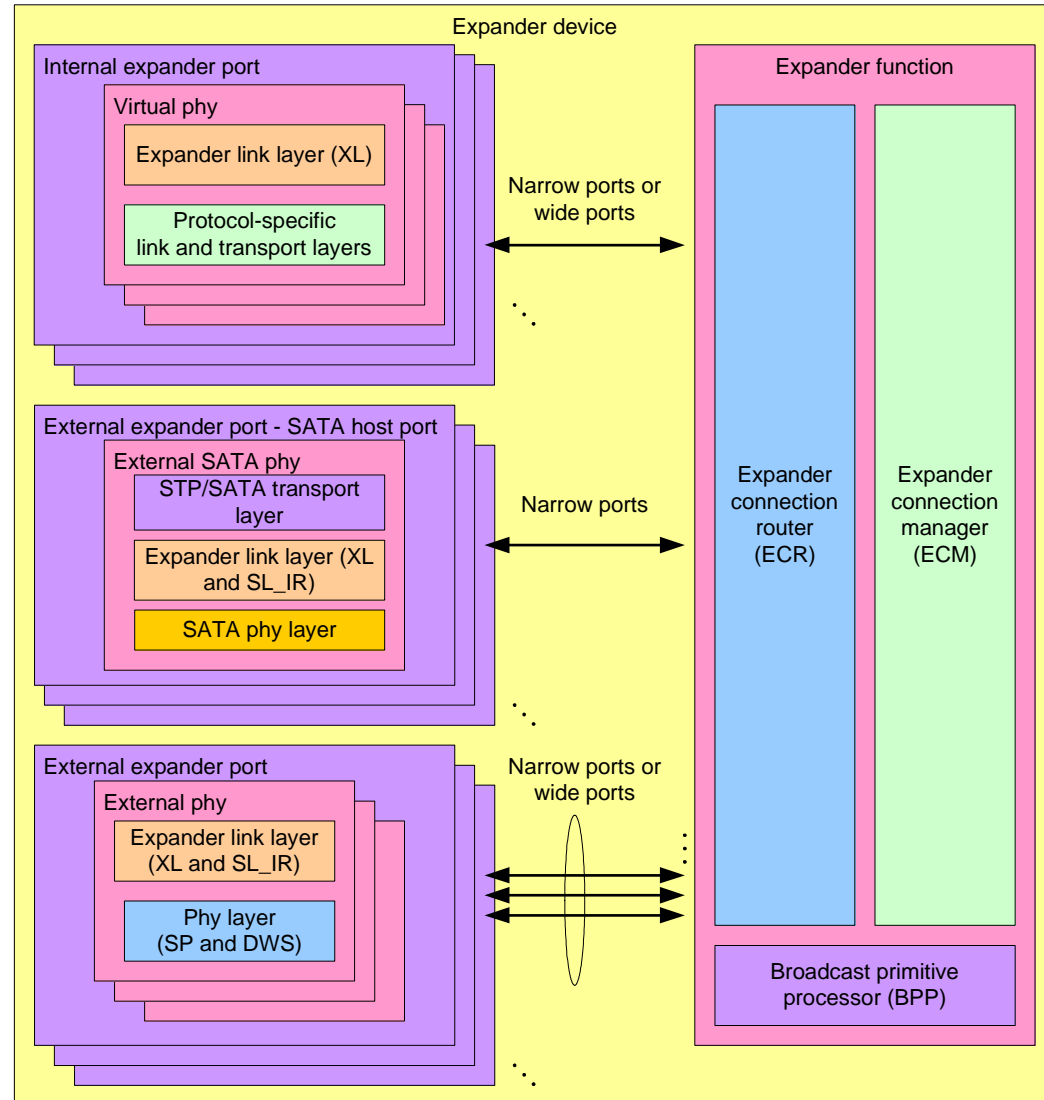 Expander device
Internal expander port
Virtual phy
Expander link layer (XL)
Protocol-specific
link and transport layers
Narrow ports or
wide ports
External expander port - SATA host port
External SATA phy
STP/SATA transport
layer
Expander link layer (XL
and SL_IR)
SATA phy layer
Narrow ports
External expander port
External phy
Expander link layer
(XL and SL_IR)
Phy layer
(SP and DWS)
Narrow ports or
wide ports
Expander function
Expander
connection
router
(ECR)
Expander
connection
manager
(ECM)
Broadcast primitive
processor (BPP)